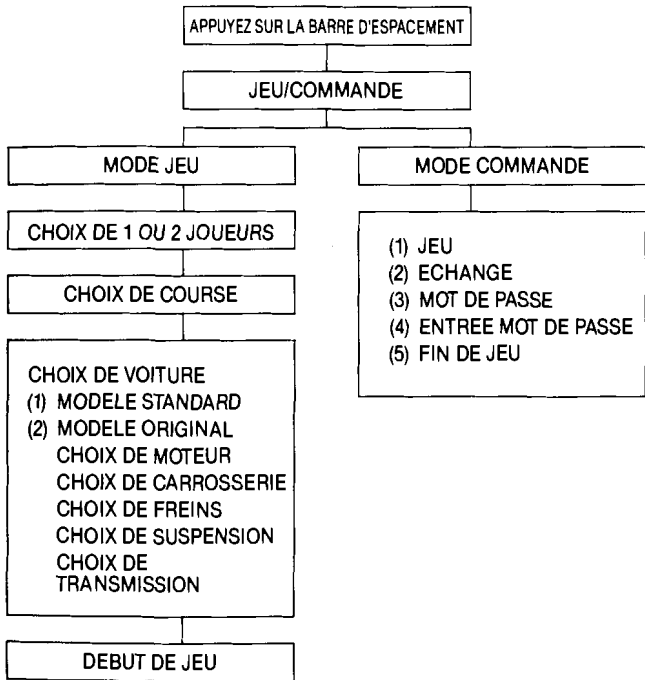 APPUYEZ SUR LA BARRE D'ESPACEMENT
JEU/COMMANDE
MODE JEU
CHOIX DE 1 OU 2 JOUEURS
CHOIX DE COURSE
CHOIX DE VOITURE
(1) MODELE STANDARD
(2) MODELE ORIGINAL
CHOIX DE MOTEUR
CHOIX DE CARROSSERIE
CHOIX DE FREINS
CHOIX DE SUSPENSION
CHOIX DE
TRANSMISSION
DEBUT DE JEU
MODE COMMANDE
(1) JEU
(2) ECHANGE
(3) MOT DE PASSE
(4) ENTREE MOT DE PASSE
(5) FIN DE JEU